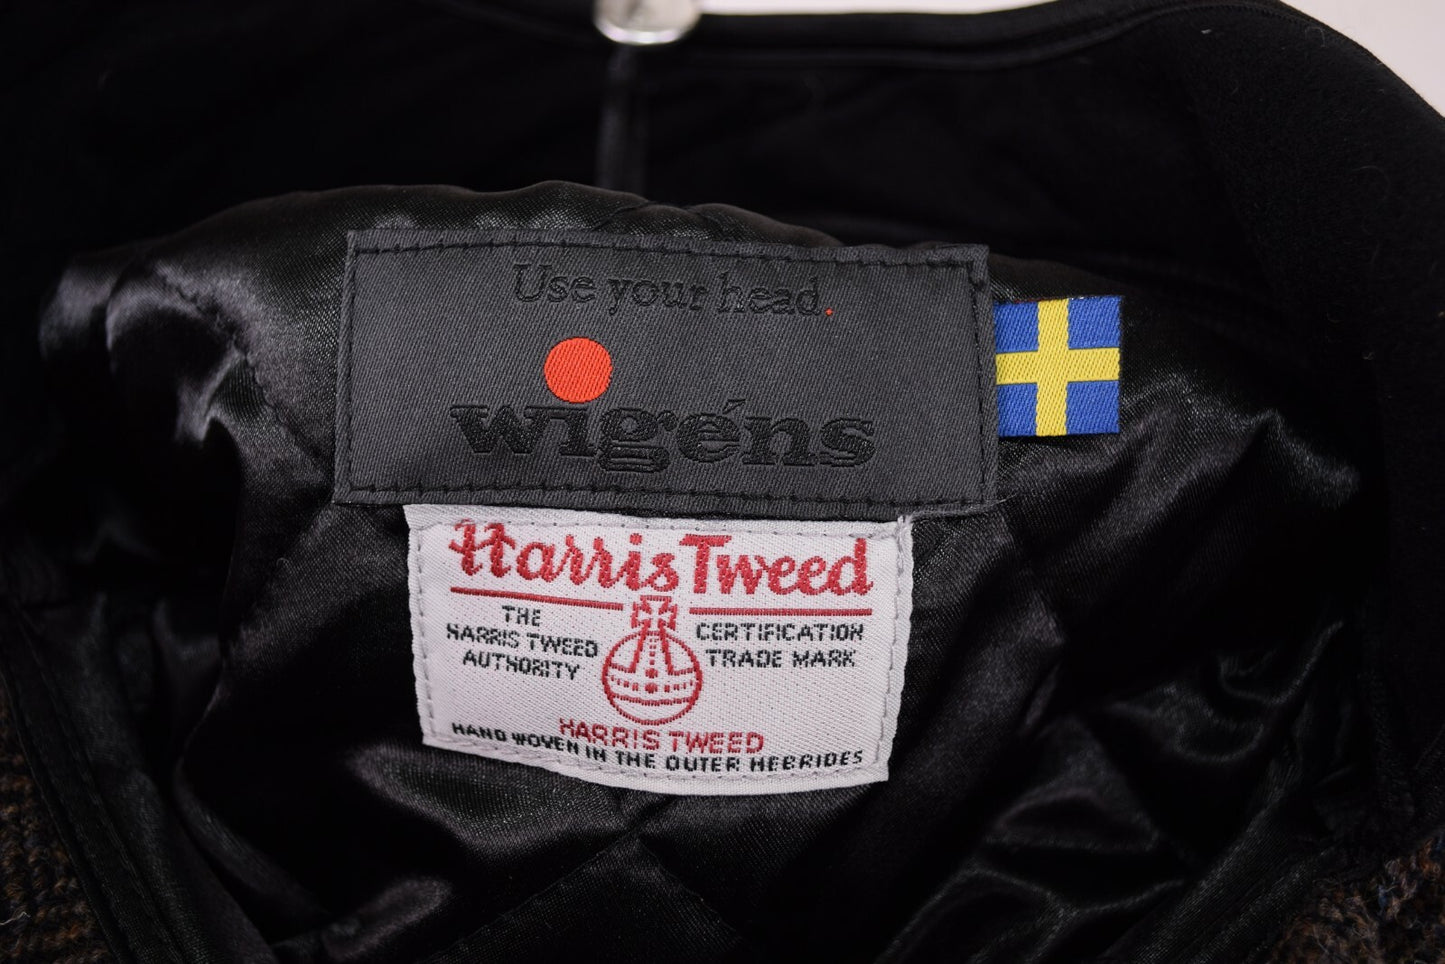 Use your head.
wigéns
Harris Tweed
THE
HARRIS TWEED
AUTHORITY
CERTIFICATION
TRADE MARK
HARRIS TWEED
HAND WOVEN IN THE OUTER HEBRIDES